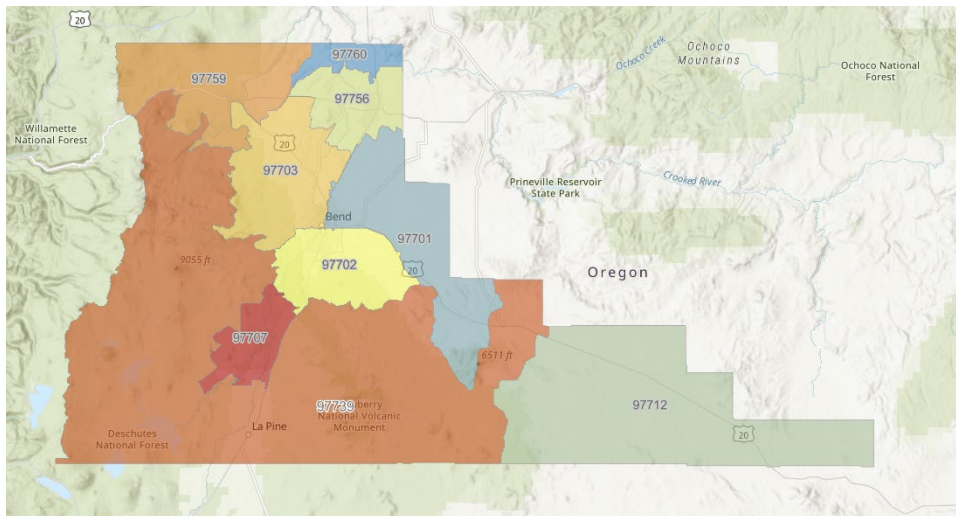 20
Ochoco Creek
Ochoco
Mountains
Ochoco National
Forest
97760
97759
97756
Willamette
National Forest
20
97703
Prineville Reservoir
State Park
Crooked River
Bend
97701
9055 ft
97702
20
Oregon
97707
6511 ft
97739
National Volcanic
Monument
97712
La Pine
Deschutes
National Forest
20